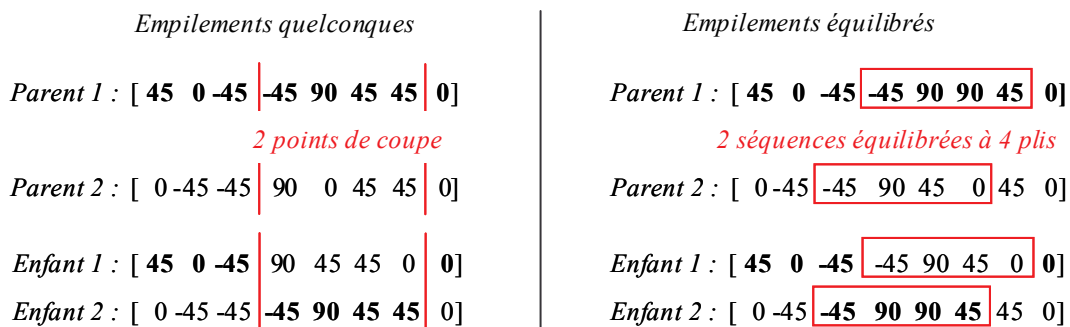 Empilements quelconques
Parent 1 : [ 45 0 -45 -45 90 45 45 0]
2 points de coupe
Parent 2 : [ 0 -45 -45 90 0 45 45 0]
Enfant 1 : [ 45 0 -45 90 45 45 0 0]
Enfant 2 : [ 0 -45 -45 -45 90 45 45 0]
Empilements équilibrés
Parent 1 : [ 45 0 -45 -45 90 90 45 0]
2 séquences équilibrées à 4 plis
Parent 2 : [ 0 -45 -45 90 45 0 45 0]
Enfant 1 : [ 45 0 -45 -45 90 45 0 0]
Enfant 2 : [ 0 -45 -45 90 90 45 45 0]